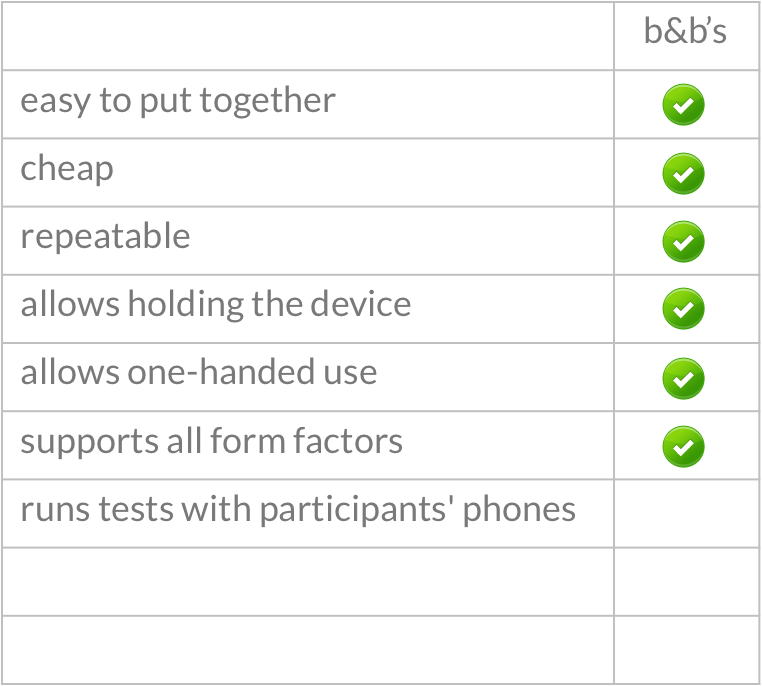 b&b’s
easy to put together
cheap
repeatable
allows holding the device
allows one-handed use
supports all form factors
runs tests with participants' phones